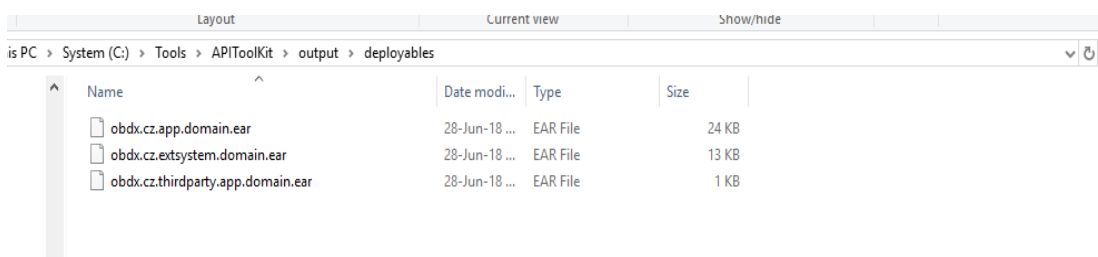 Layout Current view Show/hide
is PC > System (C:) > Tools > APIToolKit > output > deployables
Name Date modi... Type Size
obdx.cz.app.domain.ear 28-Jun-18 ... EAR File 24 KB
obdx.cz.extsystem.domain.ear 28-Jun-18 ... EAR File 13 KB
obdx.cz.thirdparty.app.domain.ear 28-Jun-18 ... EAR File 1 KB